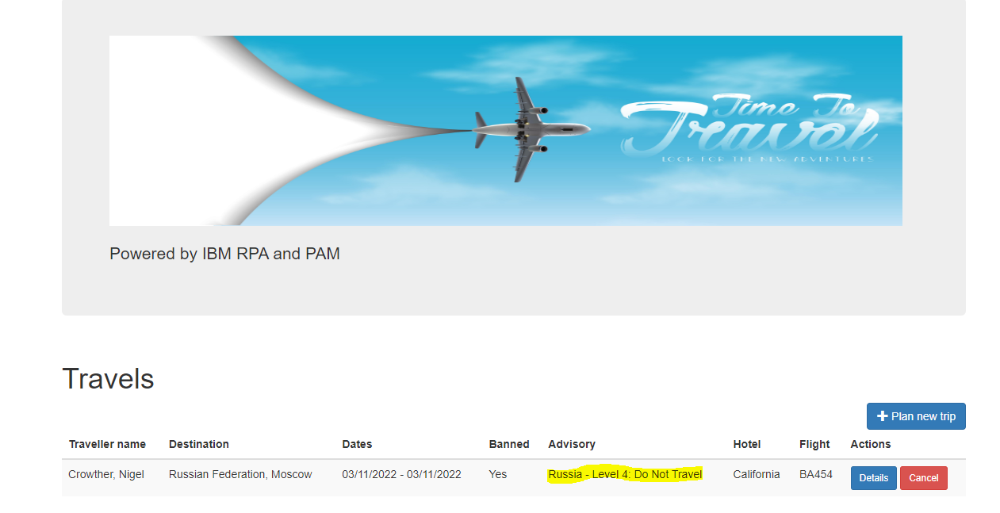 Time To
Travel
LOOK FOR THE NEW ADVENTURES
Powered by IBM RPA and PAM
Travels
Plan new trip
Traveller name Destination Dates Banned Advisory Hotel Flight Actions
Crowther, Nigel Russian Federation, Moscow 03/11/2022 - 03/11/2022 Yes Russia - Level 4: Do Not Travel California BA454 Details Cancel